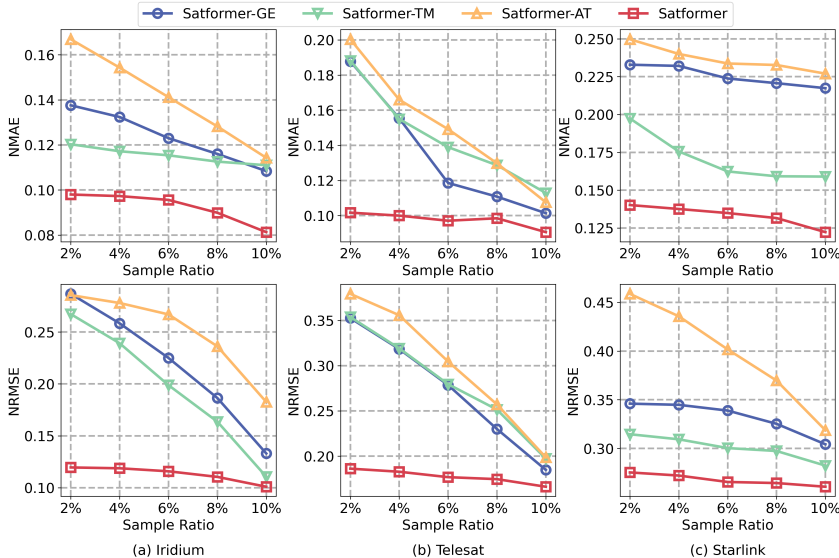 Satformer-GE Satformer-TM Satformer-AT Satformer
0.16
0.14
0.12
0.10
0.08
NMAE
2% 4% 6% 8% 10%
Sample Ratio
0.20
0.18
0.16
0.14
0.12
0.10
NMAE
2% 4% 6% 8% 10%
Sample Ratio
0.250
0.225
0.200
0.175
0.150
0.125
NMAE
2% 4% 6% 8% 10%
Sample Ratio
0.25
0.20
0.15
0.10
NRMSE
2% 4% 6% 8% 10%
Sample Ratio
(a) Iridium
0.35
0.30
0.25
0.20
NRMSE
2% 4% 6% 8% 10%
Sample Ratio
(b) Telesat
0.45
0.40
0.35
0.30
NRMSE
2% 4% 6% 8% 10%
Sample Ratio
(c) Starlink